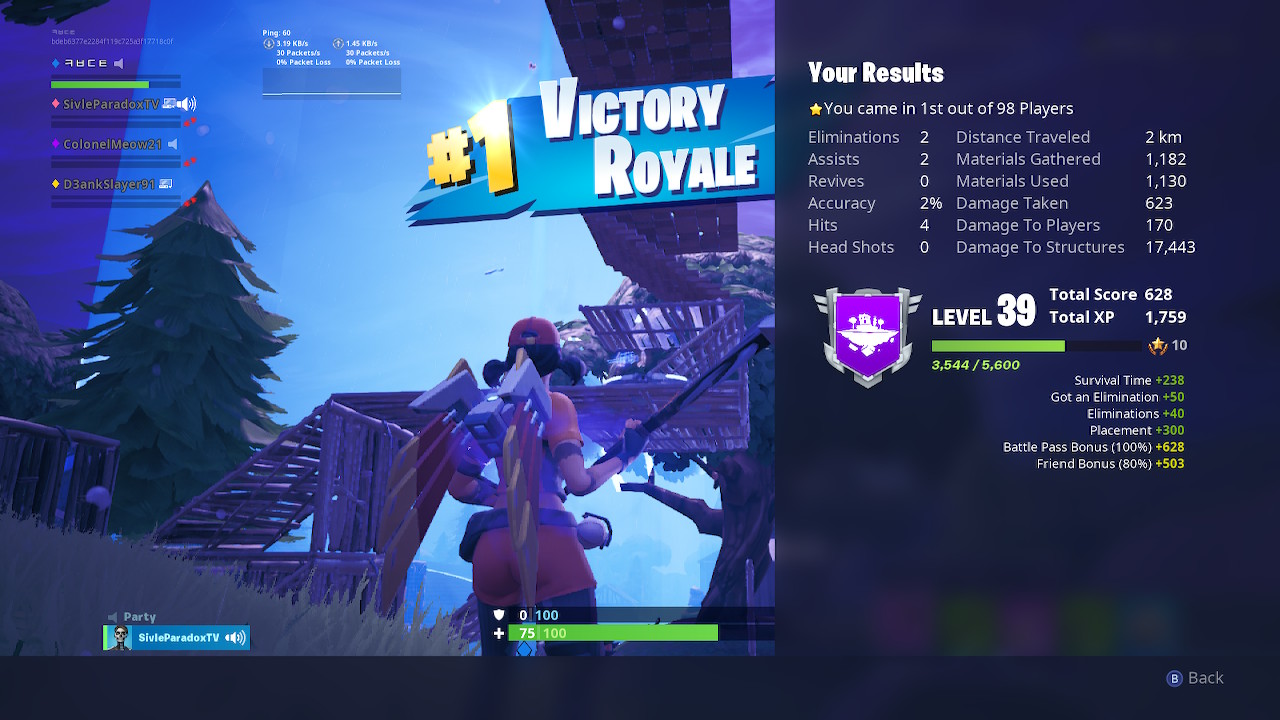 ㅋㅂㄷㅌ
bdeb6377e2284f119c725a3f17718c0f
ㅋㅂㄷㅌ
SivleParadoxTV
ColonelMeow21
D3ankSlayer91
Ping: 60
3.19 KB/s 1.45 KB/s
30 Packets/s 30 Packets/s
0% Packet Loss 0% Packet Loss
#1 VICTORY
ROYALE
Party
SivleParadoxTV
0 | 100
75 | 100
Your Results
You came in 1st out of 98 Players
Eliminations 2 Distance Traveled 2 km
Assists 2 Materials Gathered 1,182
Revives 0 Materials Used 1,130
Accuracy 2% Damage Taken 623
Hits 4 Damage To Players 170
Head Shots 0 Damage To Structures 17,443
LEVEL 39
Total Score 628
Total XP 1,759
10
3,544 / 5,600
Survival Time +238
Got an Elimination +50
Eliminations +40
Placement +300
Battle Pass Bonus (100%) +628
Friend Bonus (80%) +503
B Back